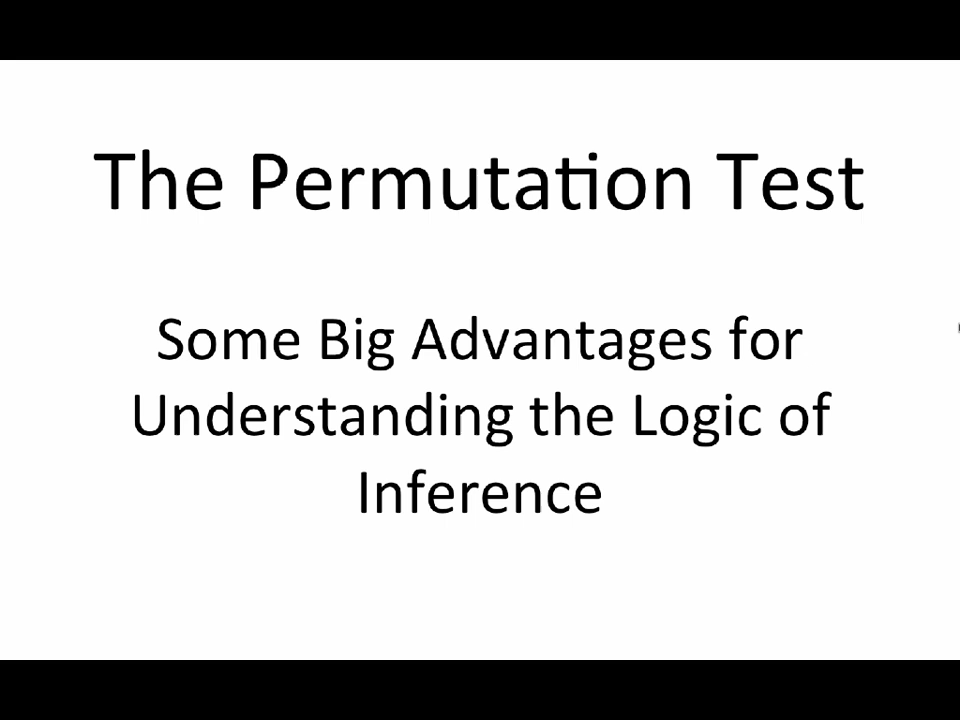 The Permutation Test
Some Big Advantages for
Understanding the Logic of
Inference